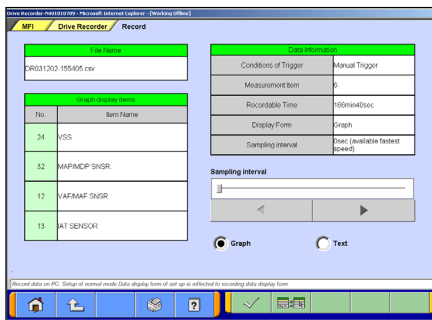 Drive Recorder-N401010709 - Microsoft Internet Explorer - [Working Offline]
MFI Drive Recorder Record
File Name
DR031202-155405.csv
Graph display items
No. Item Name
24 VSS
32 MAP/MDP SNSR.
12 VAF/MAF SNSR.
13 IAT SENSOR
Data Information
Conditions of Trigger Manual Trigger
Measurement Item 6
Recordable Time 166min40sec
Display Form Graph
Sampling interval 0sec (available fastest
speed)
Sampling interval
Graph Text
Record data on PC. Setup of normal mode Data display form of set up is reflected to recording data display form.
?